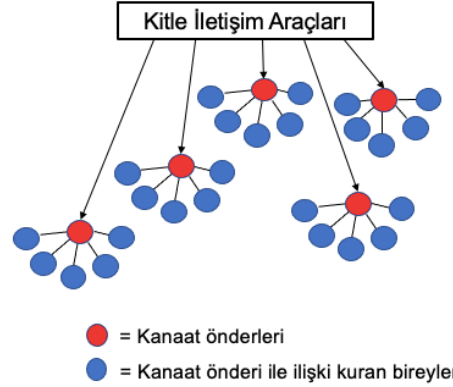 Kitle İletişim Araçları
= Kanaat önderleri
= Kanaat önderi ile ilişki kuran bireyler